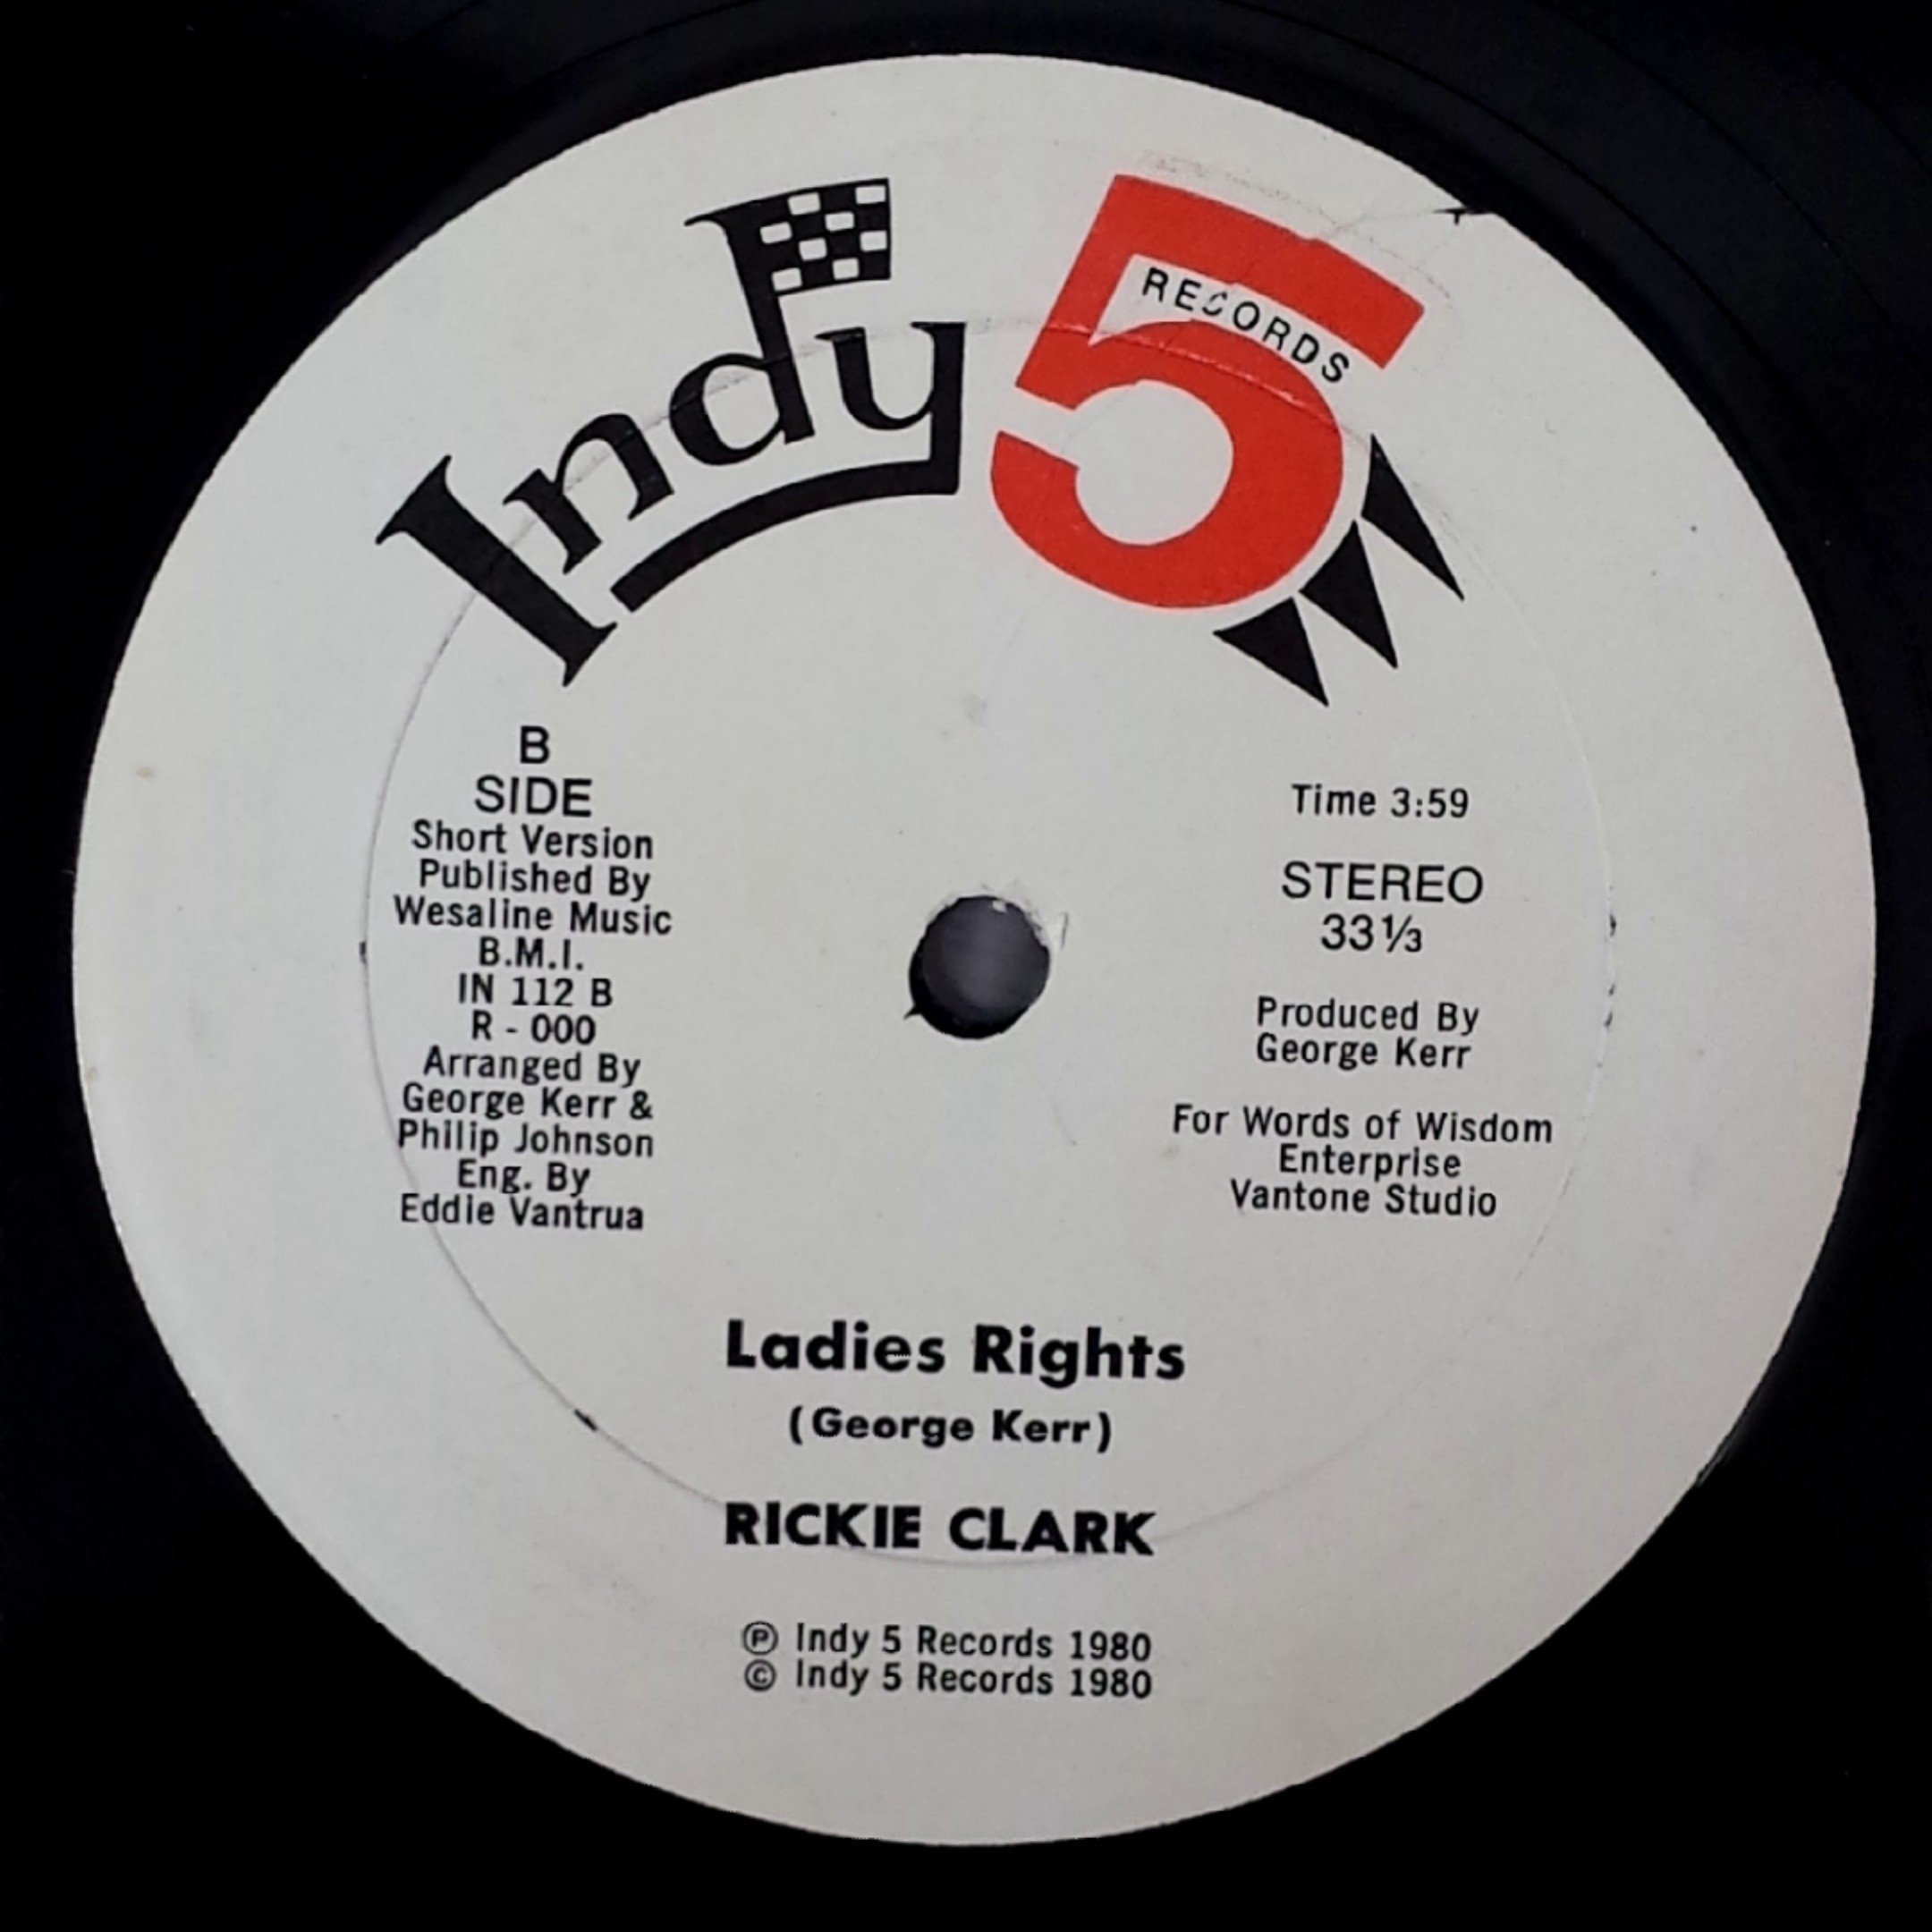 Indy 5
RECORDS
B
SIDE
Short Version
Published By
Wesaline Music
B.M.I.
IN 112 B
R - 000
Arranged By
George Kerr &
Philip Johnson
Eng. By
Eddie Vantrua
Time 3:59
STEREO
33 ⅓
Produced By
George Kerr
For Words of Wisdom
Enterprise
Vantone Studio
Ladies Rights
(George Kerr)
RICKIE CLARK
℗ Indy 5 Records 1980
© Indy 5 Records 1980